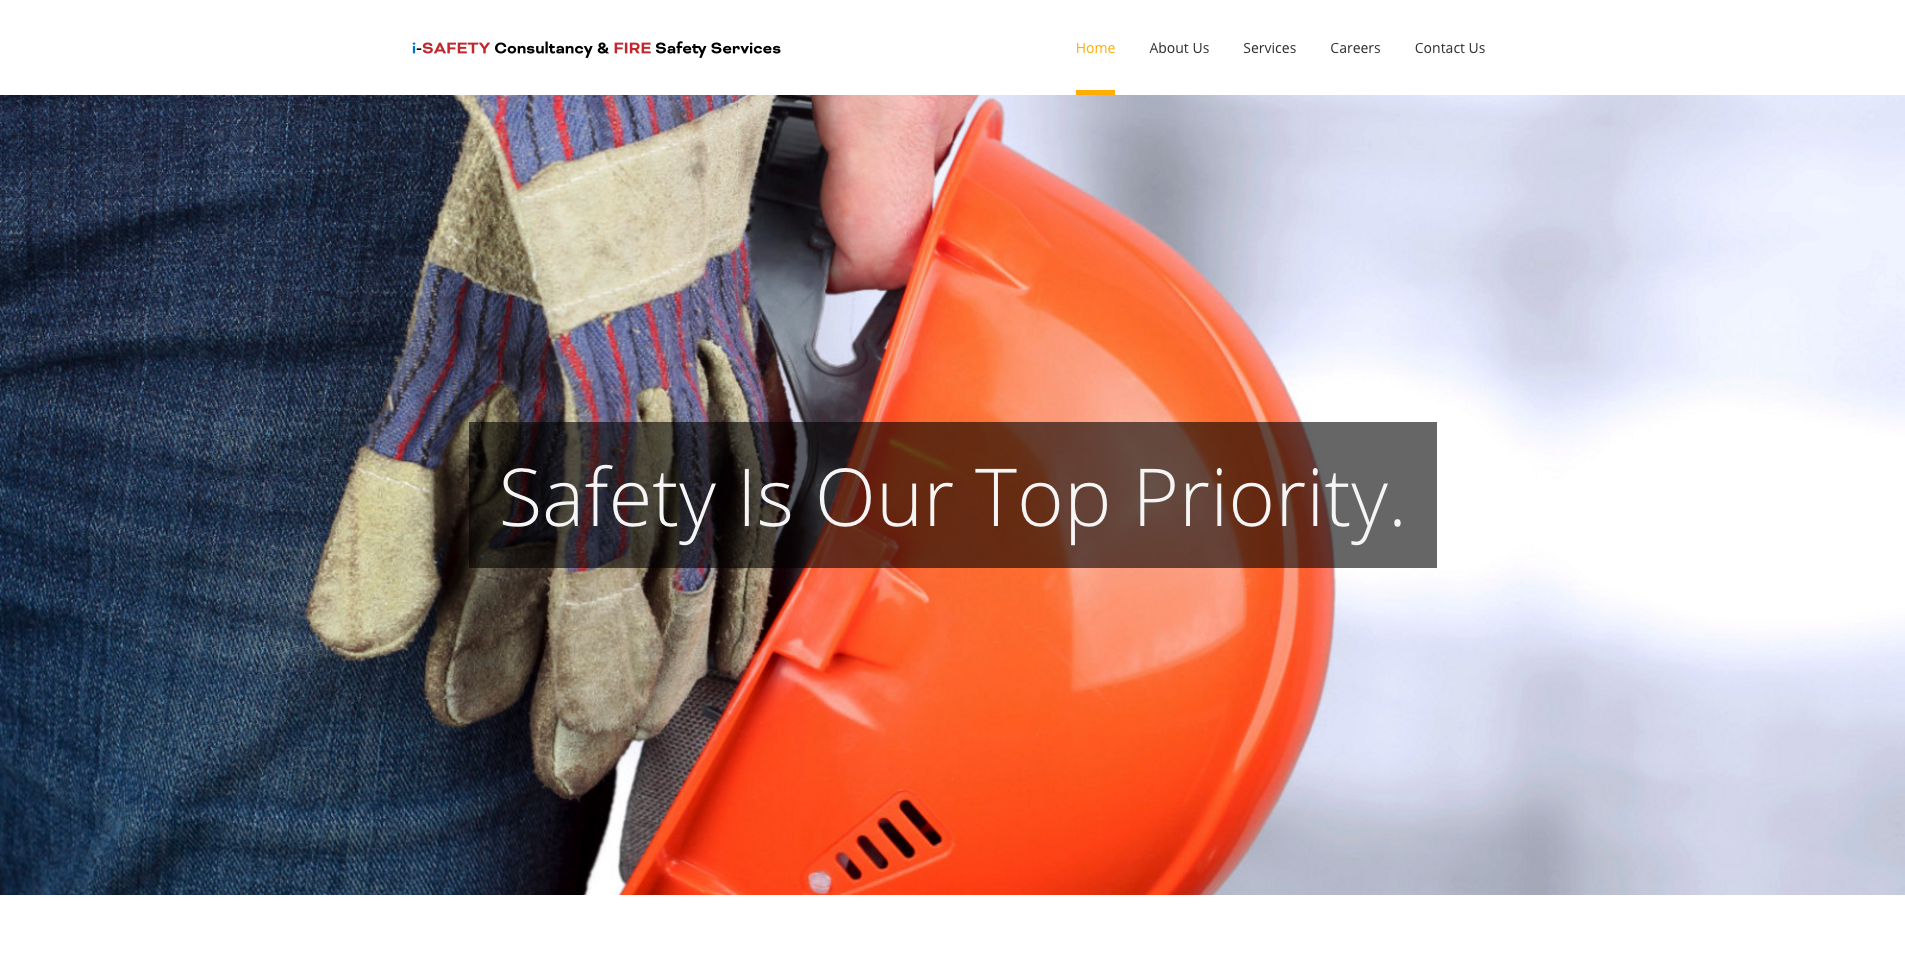 i-SAFETY Consultancy & FIRE Safety Services
Home About Us Services Careers Contact Us
Safety Is Our Top Priority.